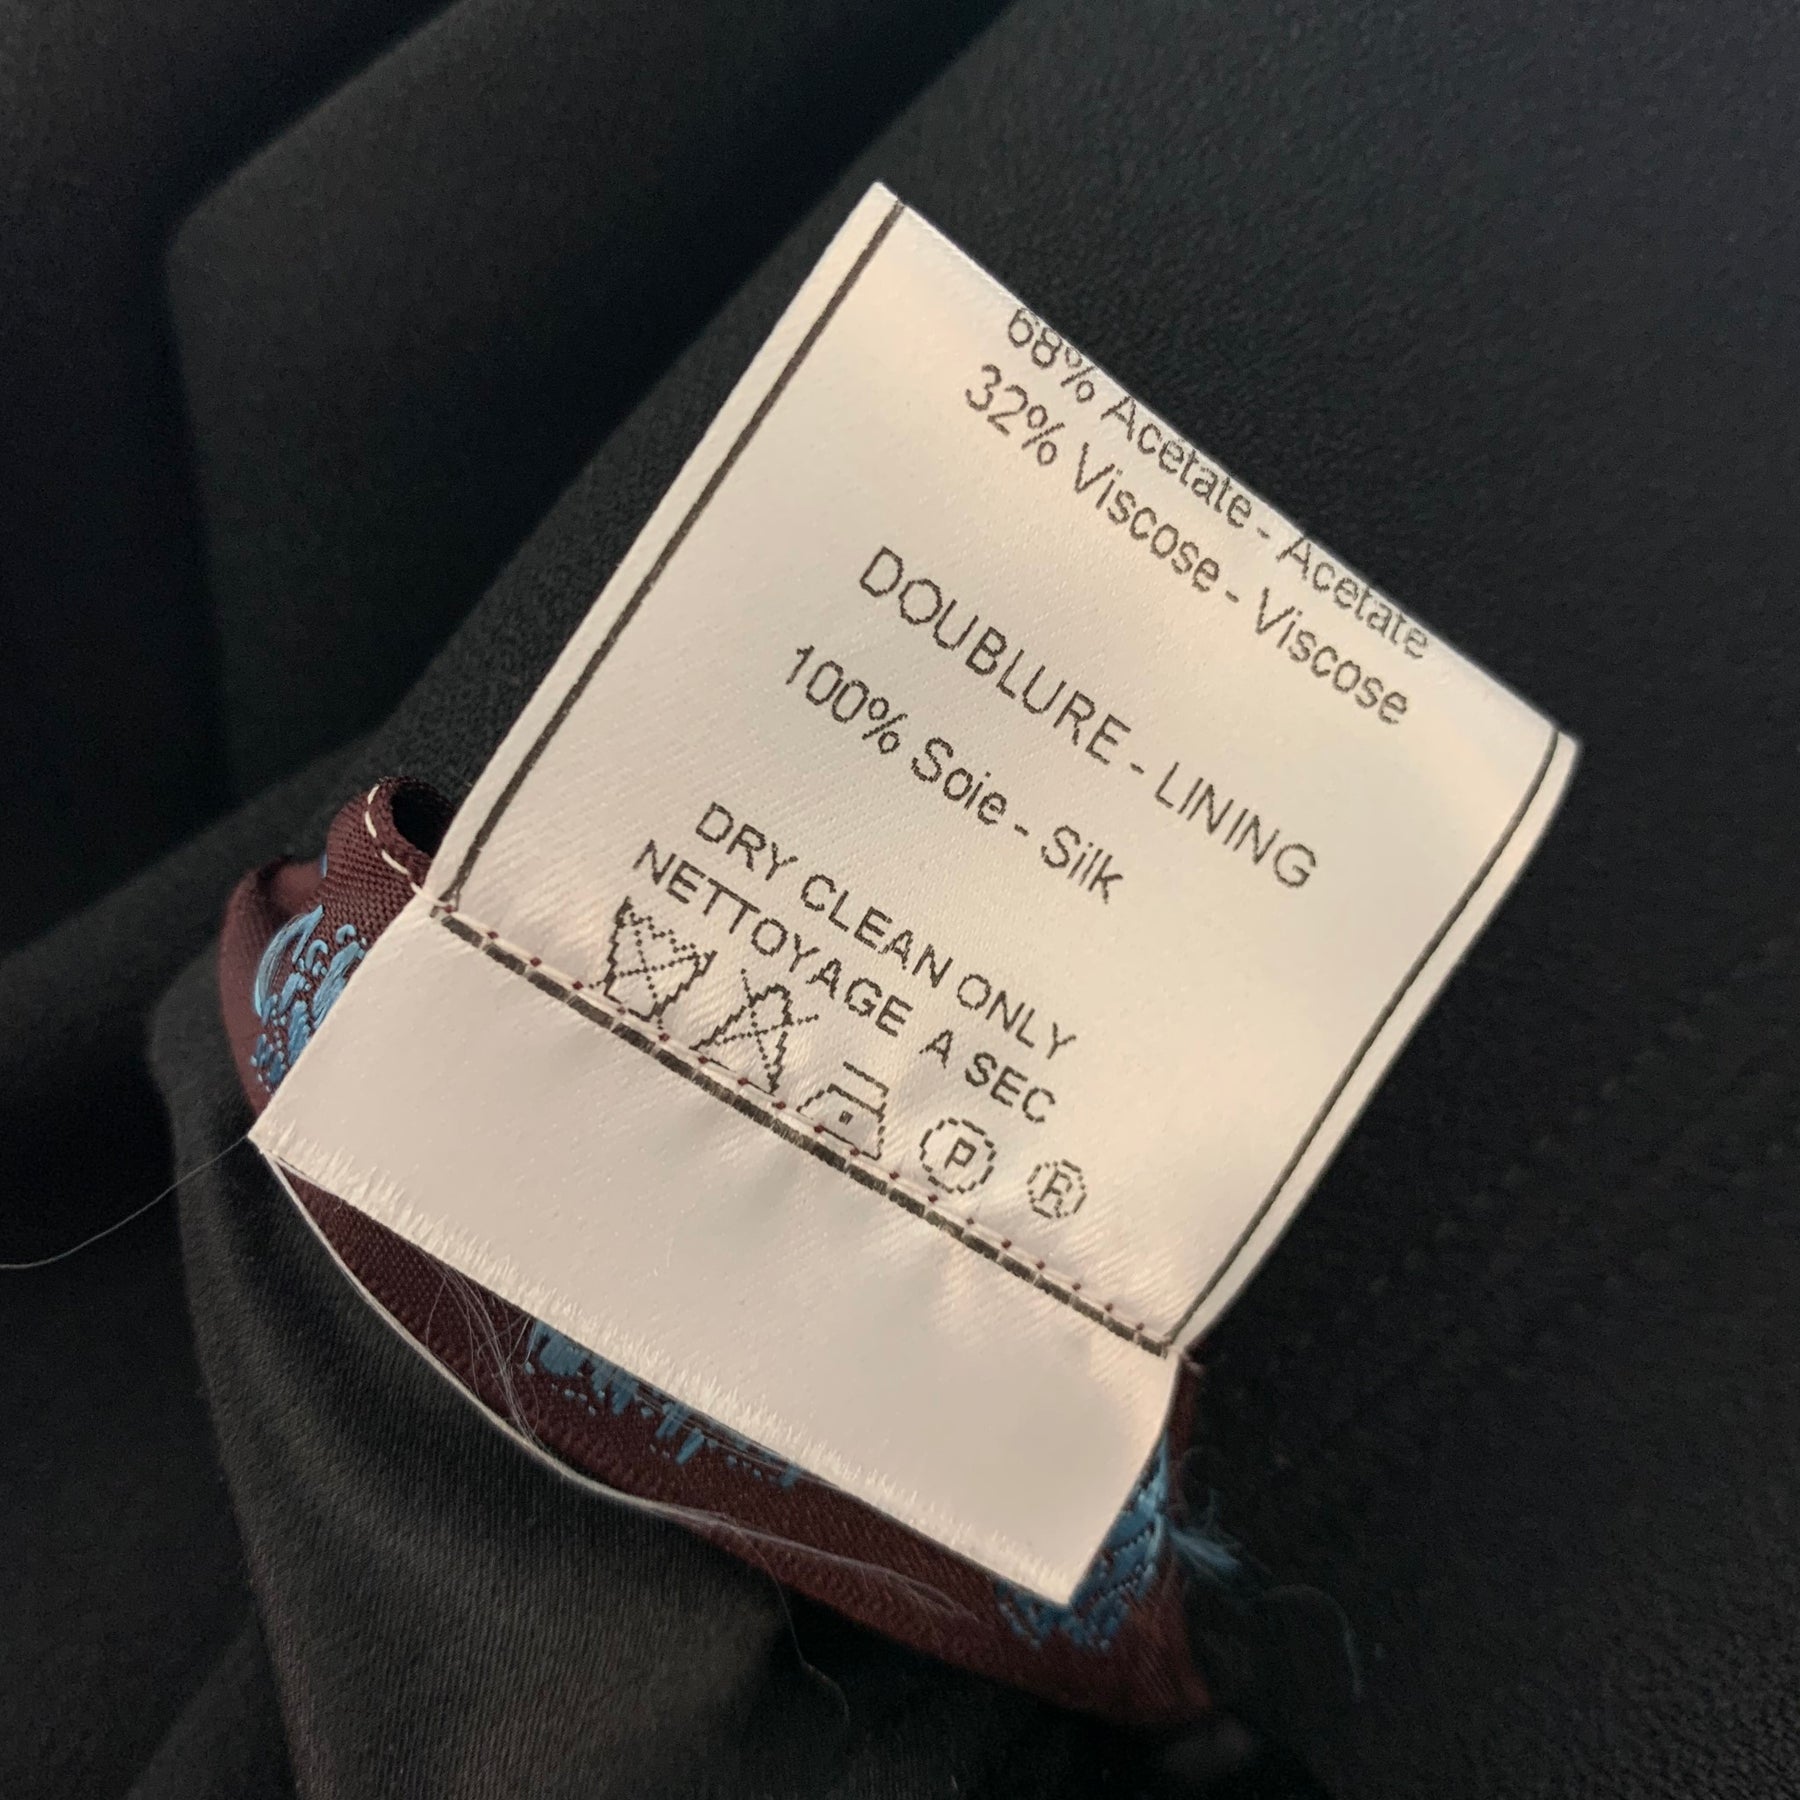 68% Acetate - Acetate
32% Viscose - Viscose
DOUBLURE - LINING
100% Soie - Silk
DRY CLEAN ONLY
NETTOYAGE A SEC
P R